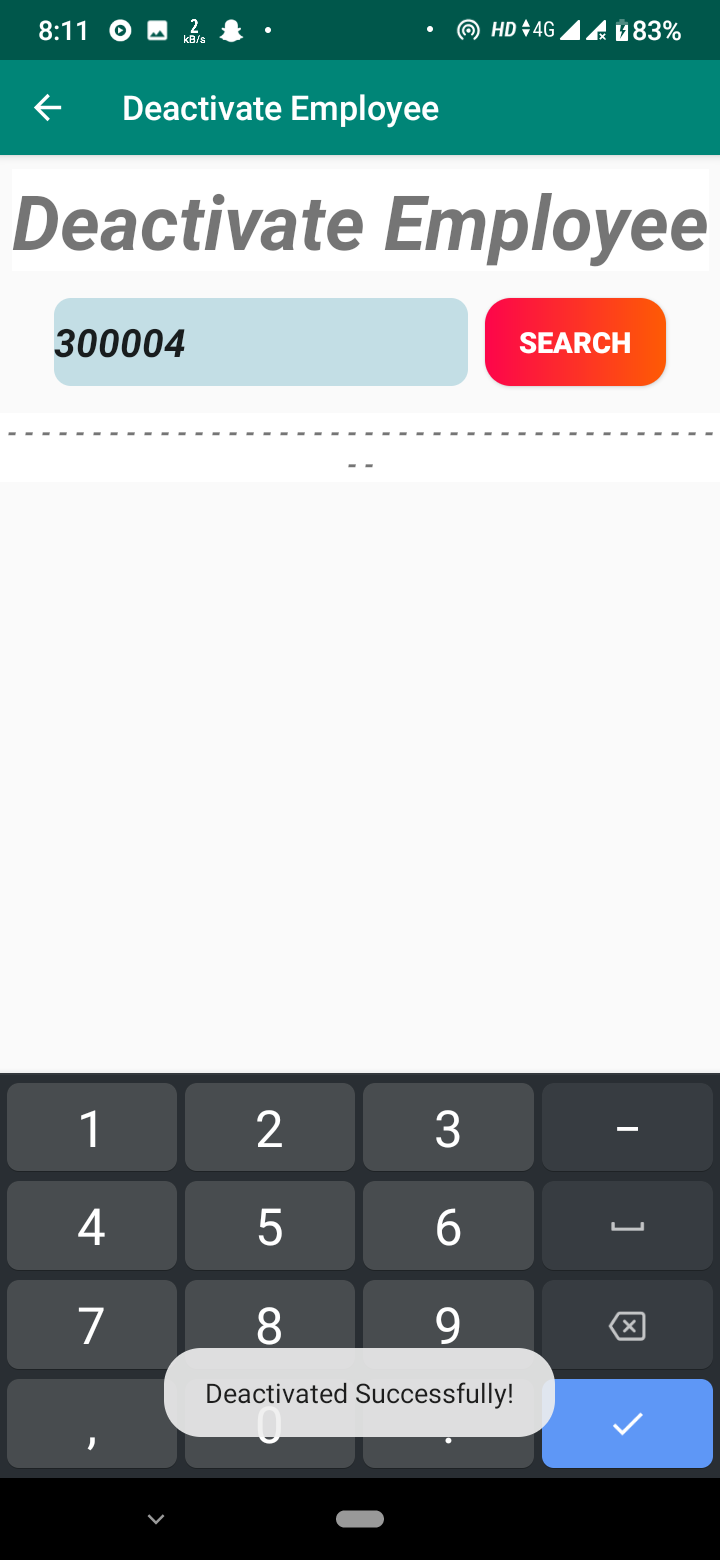 8:11 2 kB/s HD 4G 83%
Deactivate Employee
Deactivate Employee
300004 SEARCH
- - - - - - - - - - - - - - - - - - - - - - - - - - - - - - - - - - - - - - - - - -
- -
1 2 3 –
4 5 6
7 8 9
Deactivated Successfully!
, 0 .